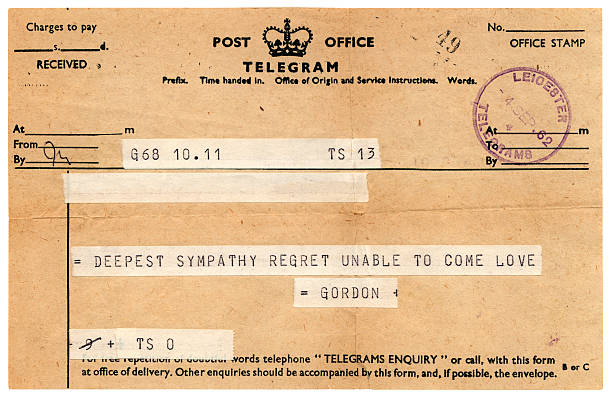 Charges to pay
s. d.
RECEIVED
POST OFFICE
TELEGRAM
Prefix. Time handed in. Office of Origin and Service Instructions. Words.
49
No.
OFFICE STAMP
LEICESTER
4 SEP 62
TELEGRAMS
At m
From
By
At m
To
By
G68 10.11 TS 13
= DEEPEST SYMPATHY REGRET UNABLE TO COME LOVE
= GORDON +
+ TS 0
For free repetition of doubtful words telephone "TELEGRAMS ENQUIRY" or call, with this form
at office of delivery. Other enquiries should be accompanied by this form, and, if possible, the envelope.
B or C